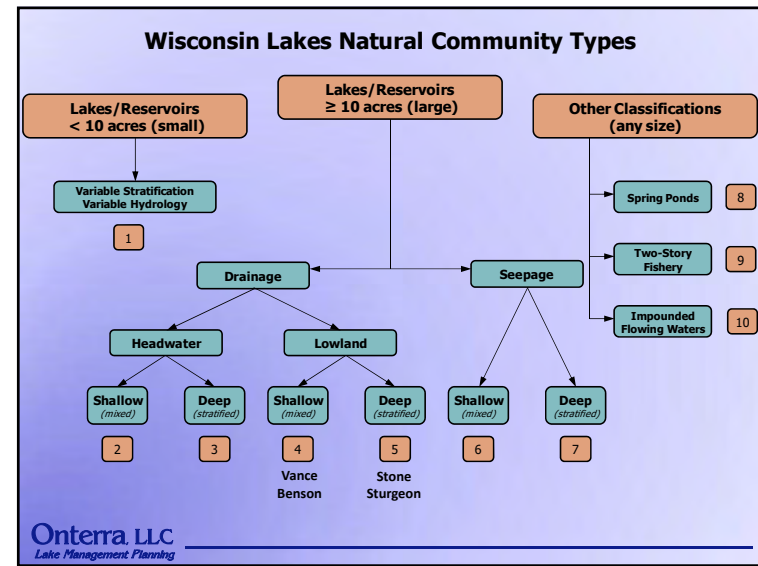 Wisconsin Lakes Natural Community Types
Lakes/Reservoirs
< 10 acres (small)
Lakes/Reservoirs
≥ 10 acres (large)
Other Classifications
(any size)
Variable Stratification
Variable Hydrology
1
Spring Ponds
8
Two-Story
Fishery
9
Impounded
Flowing Waters
10
Drainage
Seepage
Headwater
Lowland
Shallow
(mixed)
2
Deep
(stratified)
3
Shallow
(mixed)
4
Vance
Benson
Deep
(stratified)
5
Stone
Sturgeon
Shallow
(mixed)
6
Deep
(stratified)
7
Onterra, LLC
Lake Management Planning